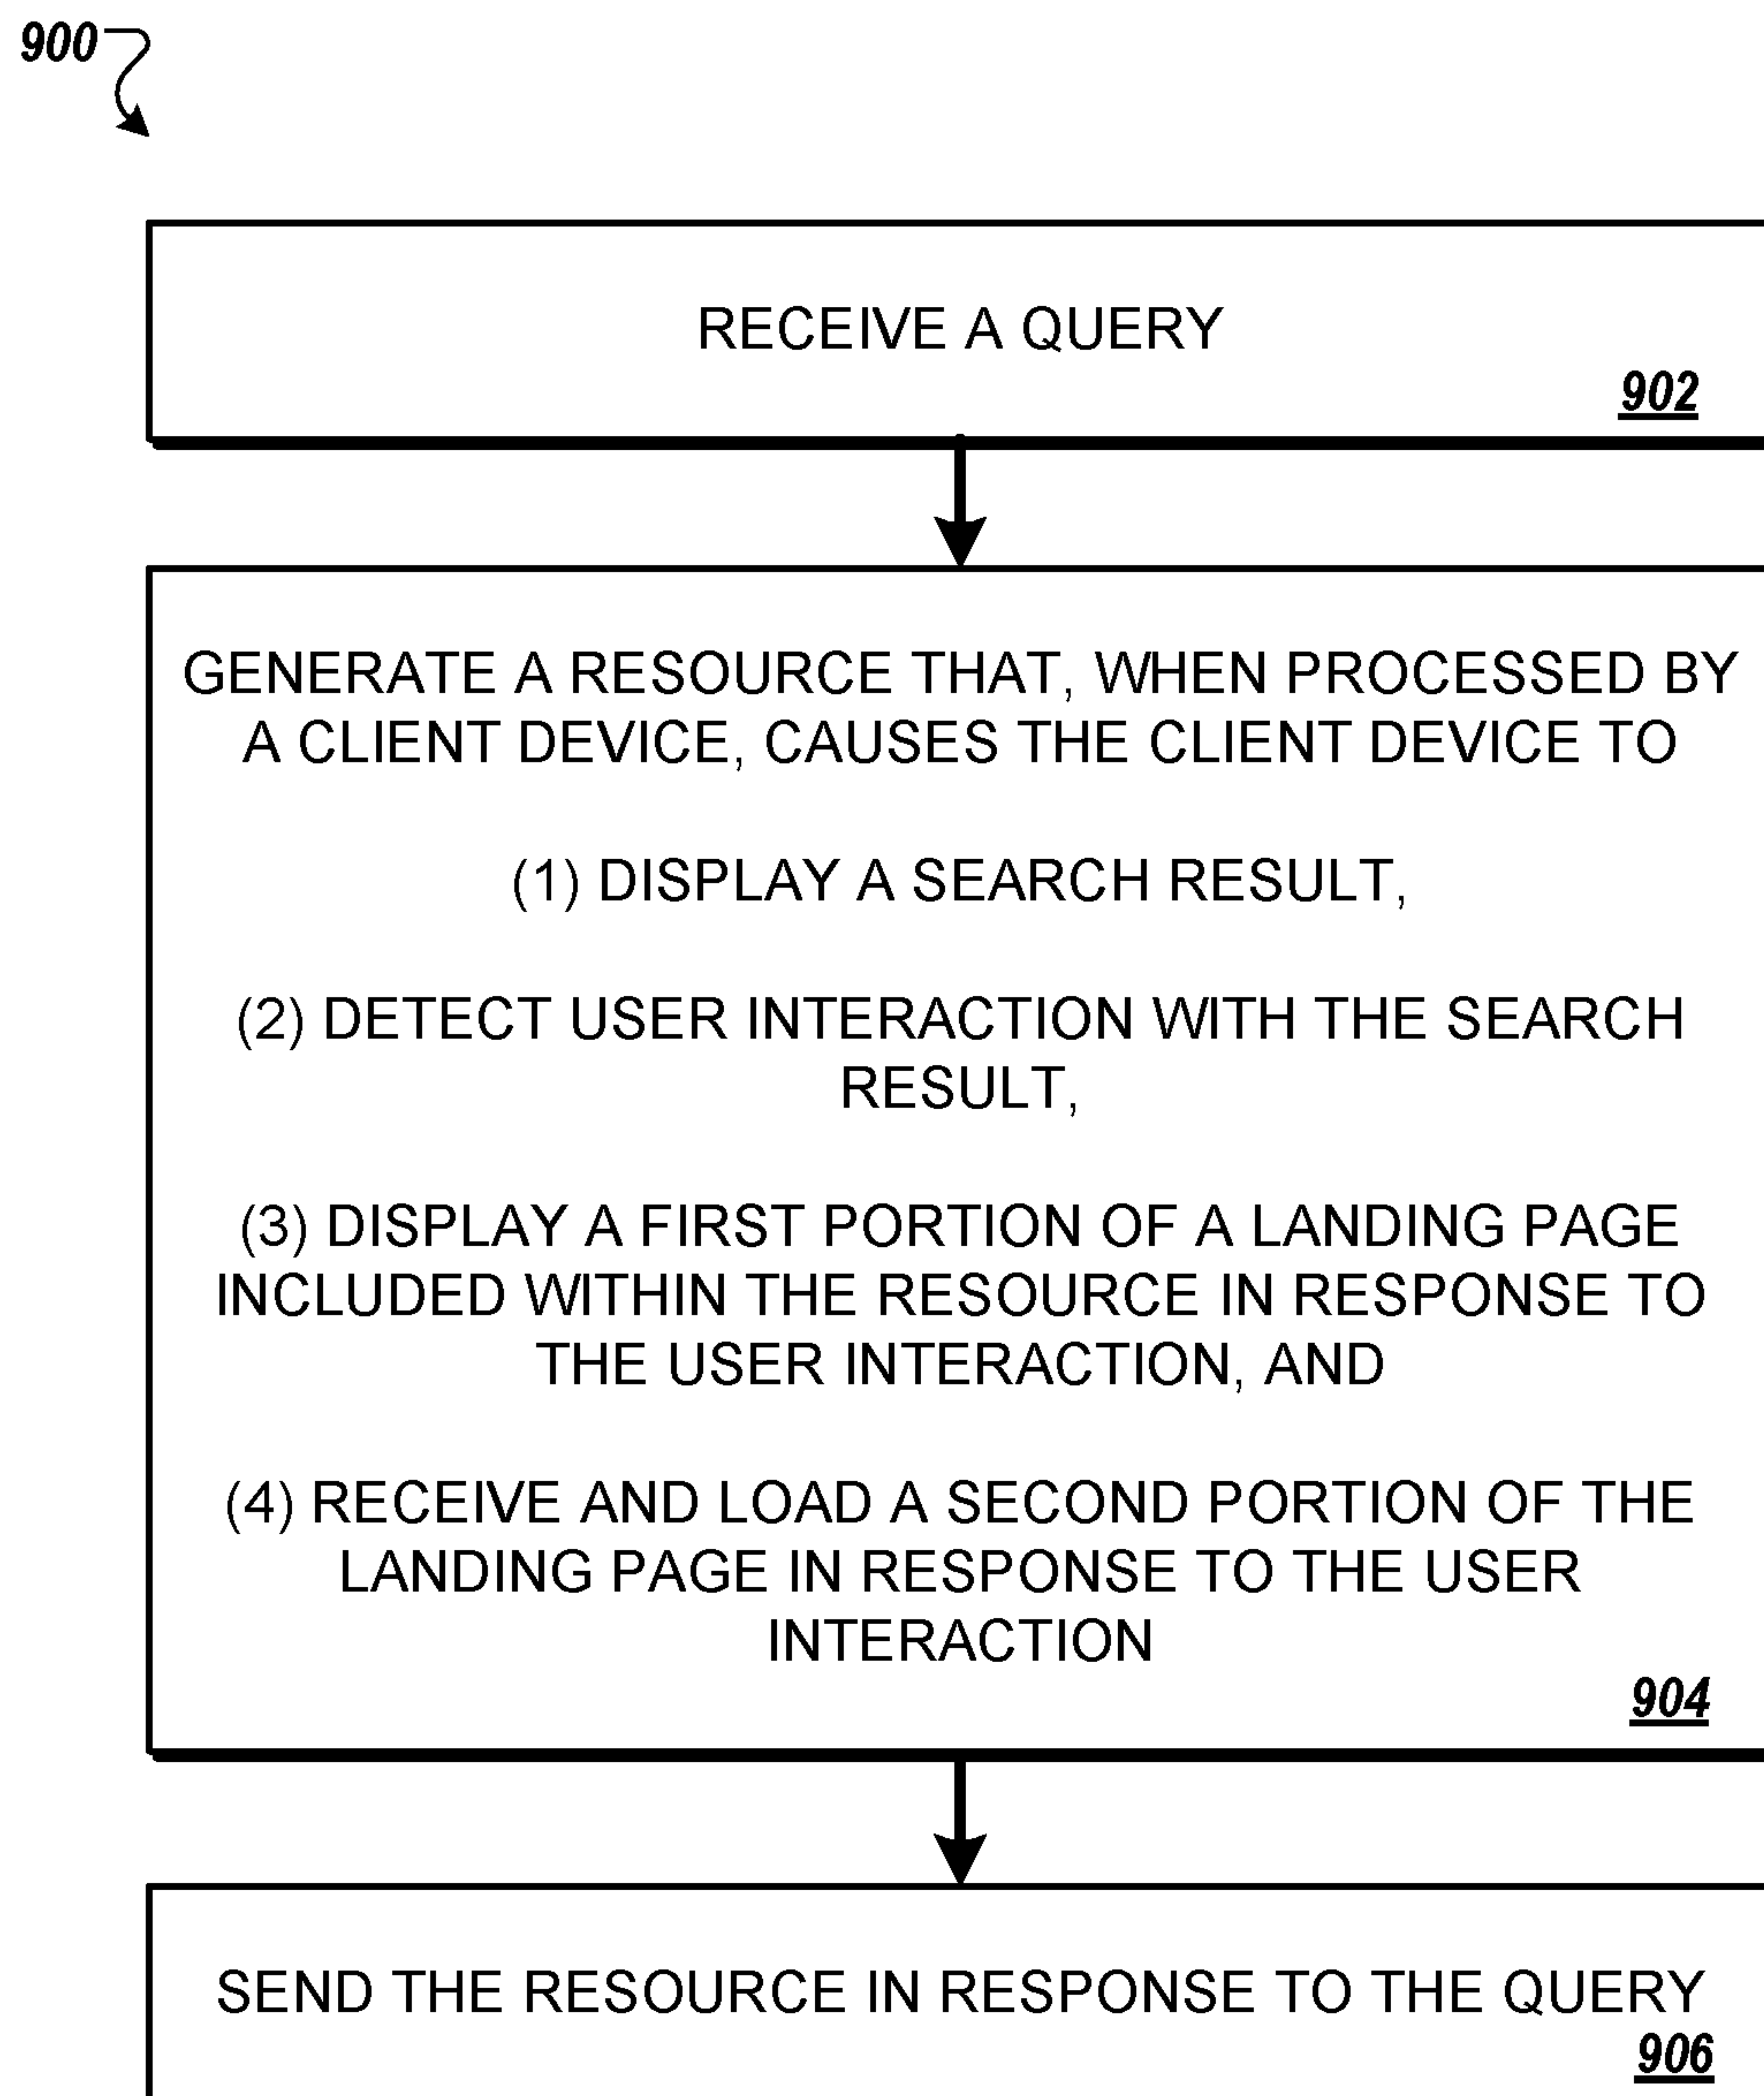 900
RECEIVE A QUERY
902
GENERATE A RESOURCE THAT, WHEN PROCESSED BY
A CLIENT DEVICE, CAUSES THE CLIENT DEVICE TO
(1) DISPLAY A SEARCH RESULT,
(2) DETECT USER INTERACTION WITH THE SEARCH
RESULT,
(3) DISPLAY A FIRST PORTION OF A LANDING PAGE
INCLUDED WITHIN THE RESOURCE IN RESPONSE TO
THE USER INTERACTION, AND
(4) RECEIVE AND LOAD A SECOND PORTION OF THE
LANDING PAGE IN RESPONSE TO THE USER
INTERACTION
904
SEND THE RESOURCE IN RESPONSE TO THE QUERY
906